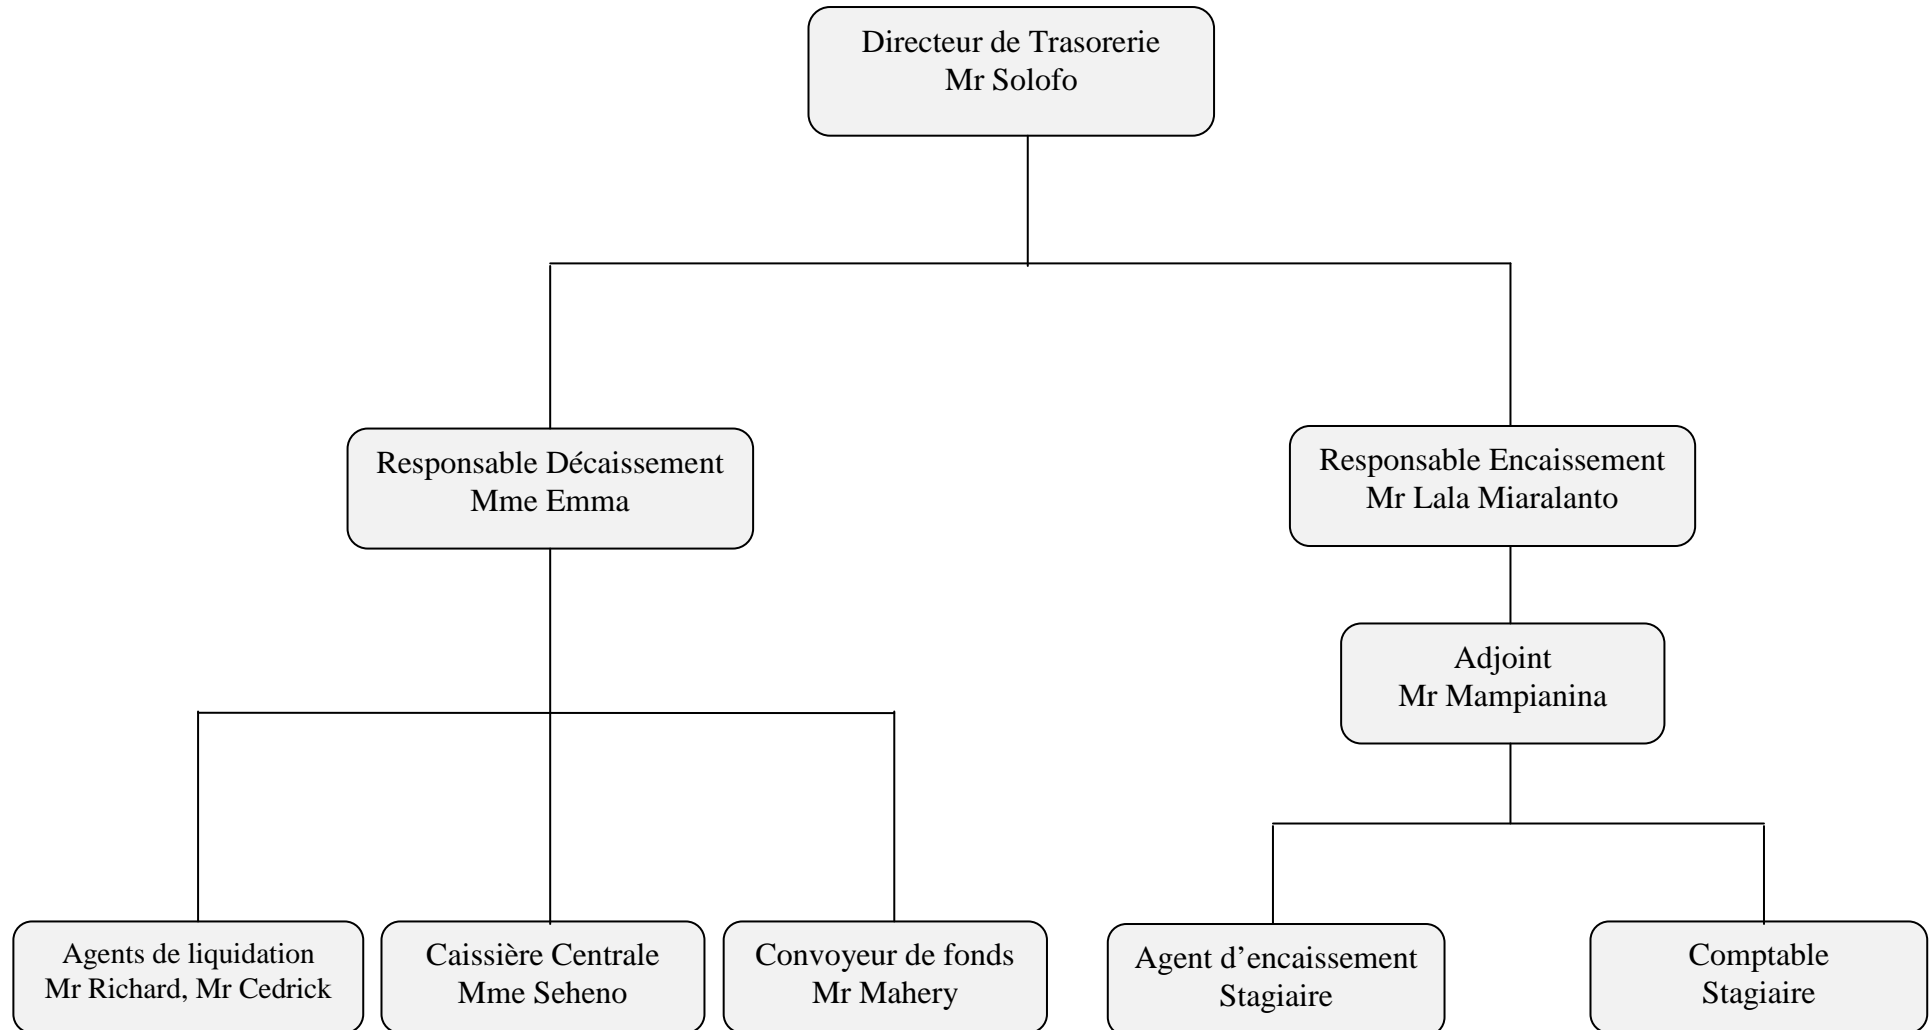 Directeur de Trasorerie
Mr Solofo
Responsable Décaissement
Mme Emma
Responsable Encaissement
Mr Lala Miaralanto
Adjoint
Mr Mampianina
Agents de liquidation
Mr Richard, Mr Cedrick
Caissière Centrale
Mme Seheno
Convoyeur de fonds
Mr Mahery
Agent d’encaissement
Stagiaire
Comptable
Stagiaire